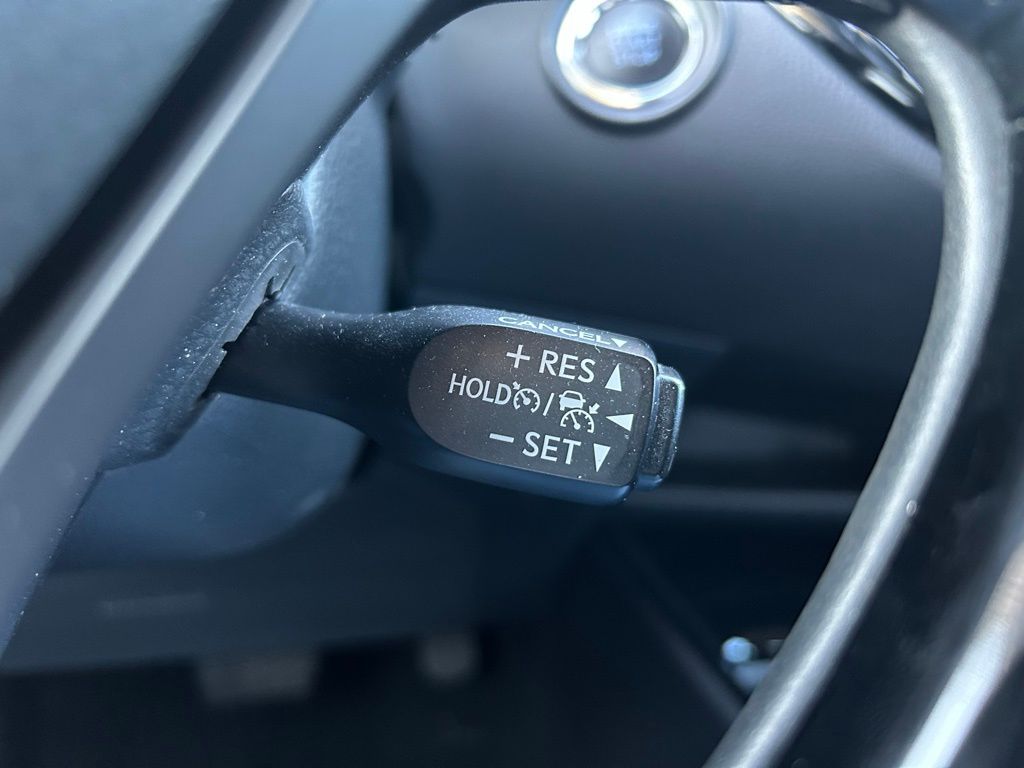 CANCEL▼
+ RES ▲
HOLD / ◀
− SET ▼